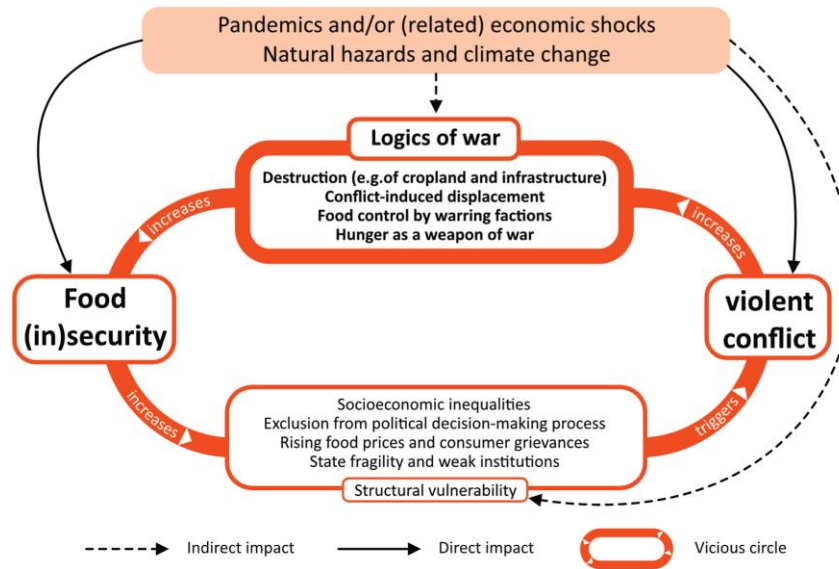 Pandemics and/or (related) economic shocks
Natural hazards and climate change
Logics of war
Destruction (e.g.of cropland and infrastructure)
Conflict-induced displacement
Food control by warring factions
Hunger as a weapon of war
increases
increases
Food
(in)security
violent
conflict
increases
triggers
Socioeconomic inequalities
Exclusion from political decision-making process
Rising food prices and consumer grievances
State fragility and weak institutions
Structural vulnerability
Indirect impact
Direct impact
Vicious circle